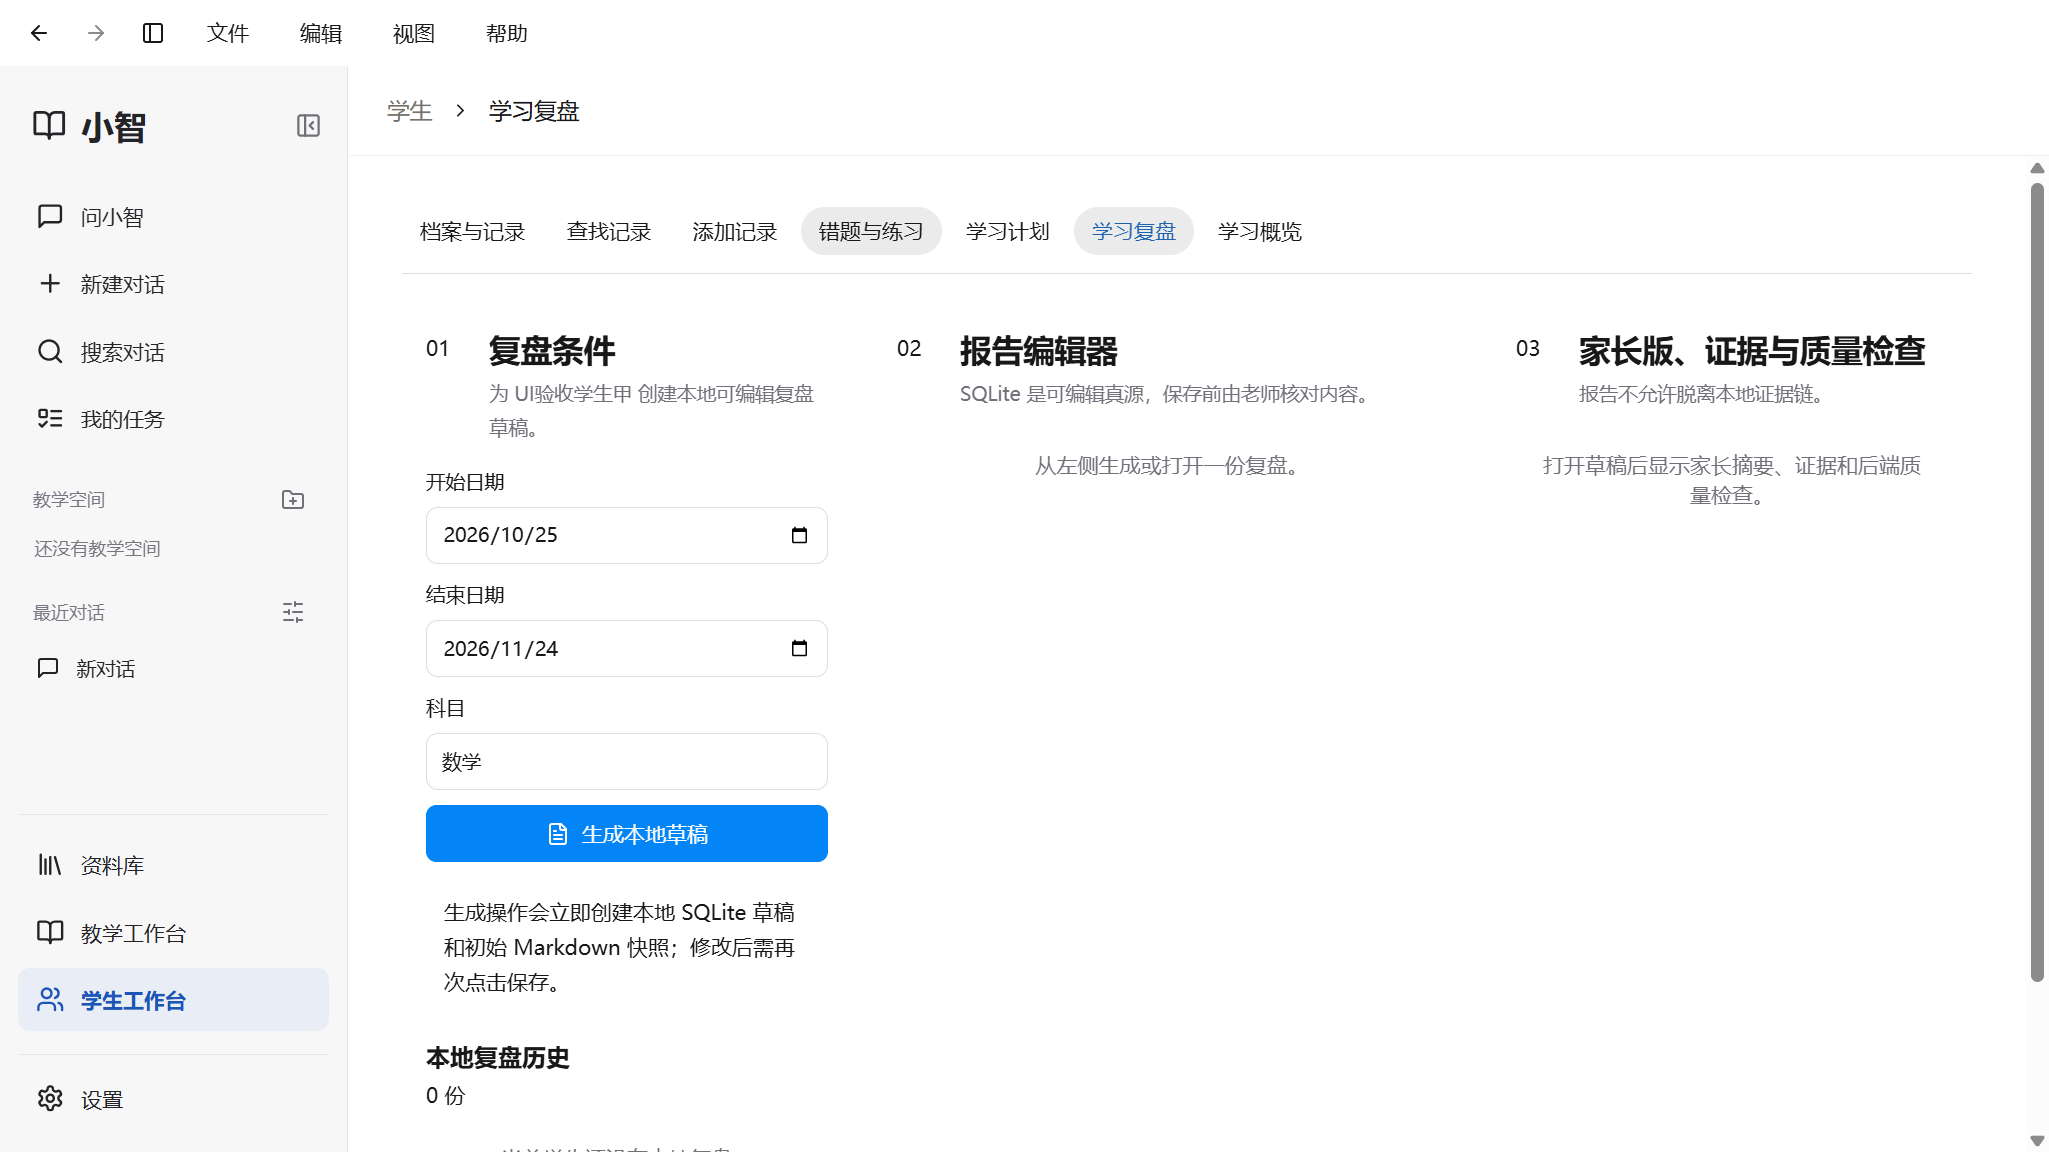 文件 编辑 视图 帮助
小智
问小智
新建对话
搜索对话
我的任务
教学空间
还没有教学空间
最近对话
新对话
资料库
教学工作台
学生工作台
设置
学生 > 学习复盘
档案与记录 查找记录 添加记录 错题与练习 学习计划 学习复盘 学习概览
01 复盘条件
为 UI验收学生甲 创建本地可编辑复盘
草稿。
开始日期
2026/10/25
结束日期
2026/11/24
科目
数学
生成本地草稿
生成操作会立即创建本地 SQLite 草稿
和初始 Markdown 快照；修改后需再
次点击保存。
本地复盘历史
0 份
02 报告编辑器
SQLite 是可编辑真源，保存前由老师核对内容。
从左侧生成或打开一份复盘。
03 家长版、证据与质量检查
报告不允许脱离本地证据链。
打开草稿后显示家长摘要、证据和后端质
量检查。